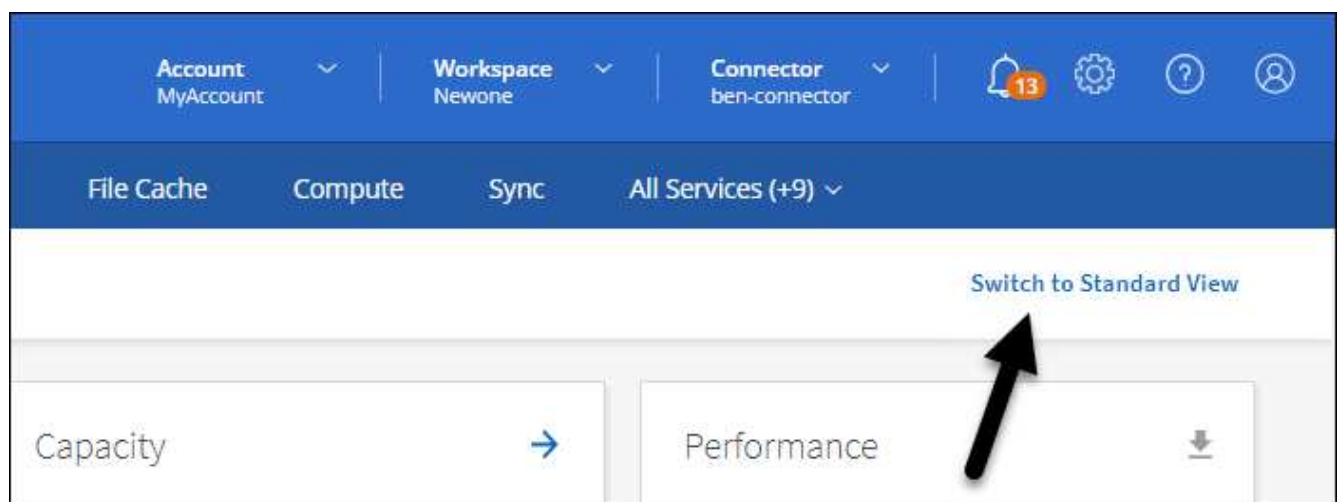 Account
MyAccount
Workspace
Newone
Connector
ben-connector
13
File Cache
Compute
Sync
All Services (+9)
Switch to Standard View
Capacity
Performance